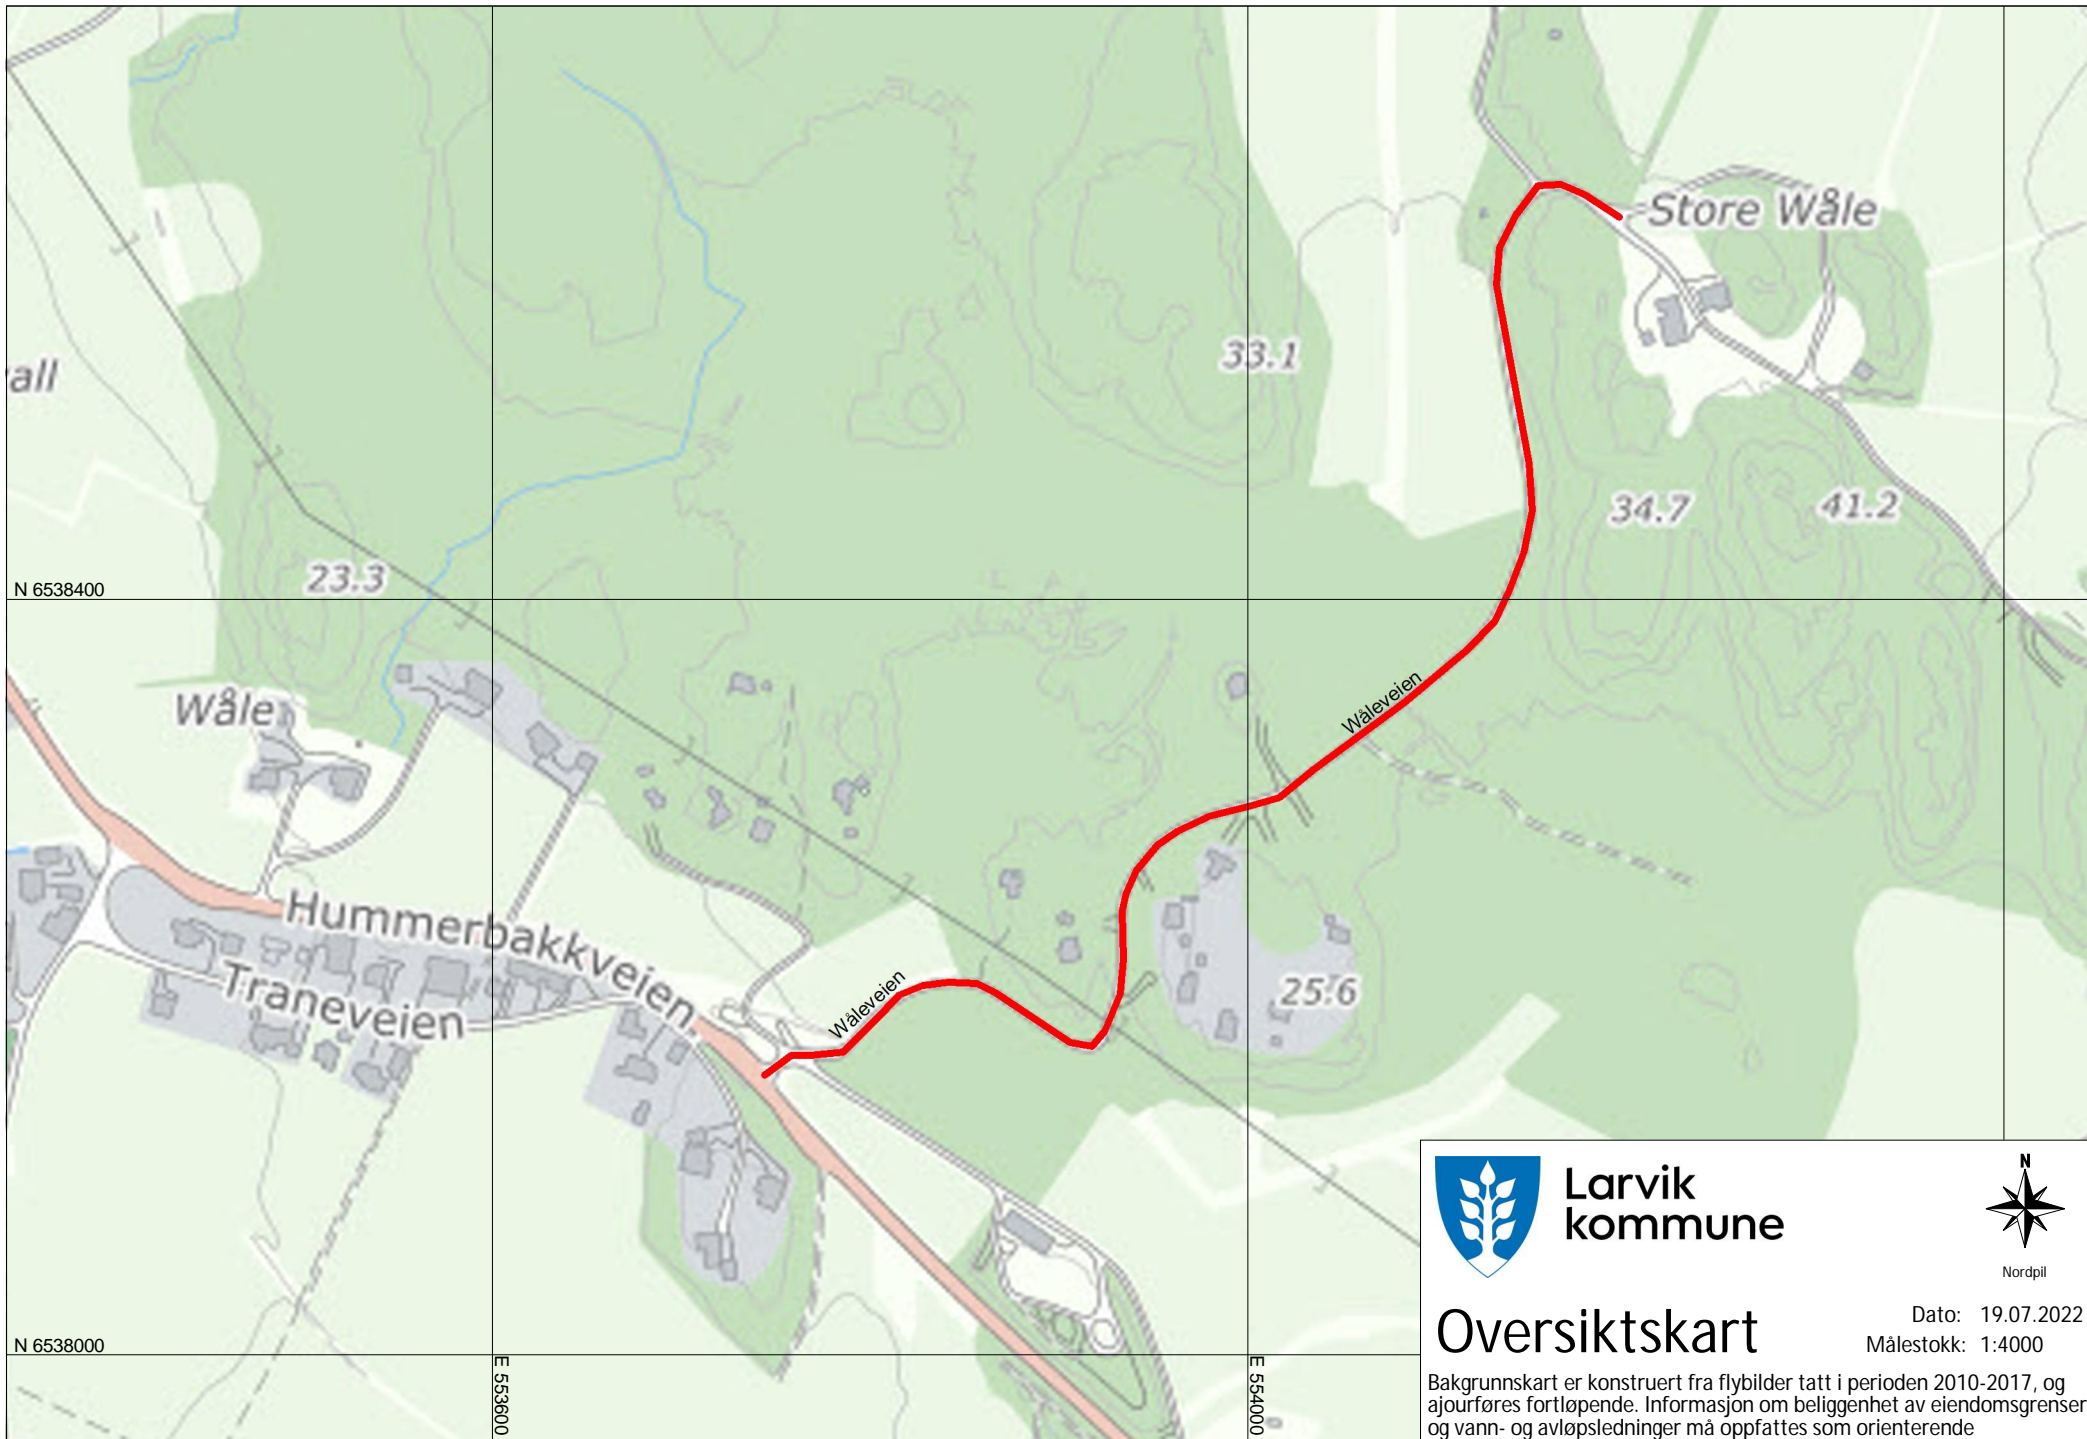 Store Wåle
33.1
all
34.7
41.2
23.3
N 6538400
Wåle
Wåleveien
Hummerbakkveien
Traneveien
Wåleveien
25.6
N 6538000
E 553600
E 554000
Larvik
kommune
N
Nordpil
Oversiktskart
Dato: 19.07.2022
Målestokk: 1:4000
Bakgrunnskart er konstruert fra flybilder tatt i perioden 2010-2017, og
ajourføres fortløpende. Informasjon om beliggenhet av eiendomsgrenser
og vann- og avløpsledninger må oppfattes som orienterende